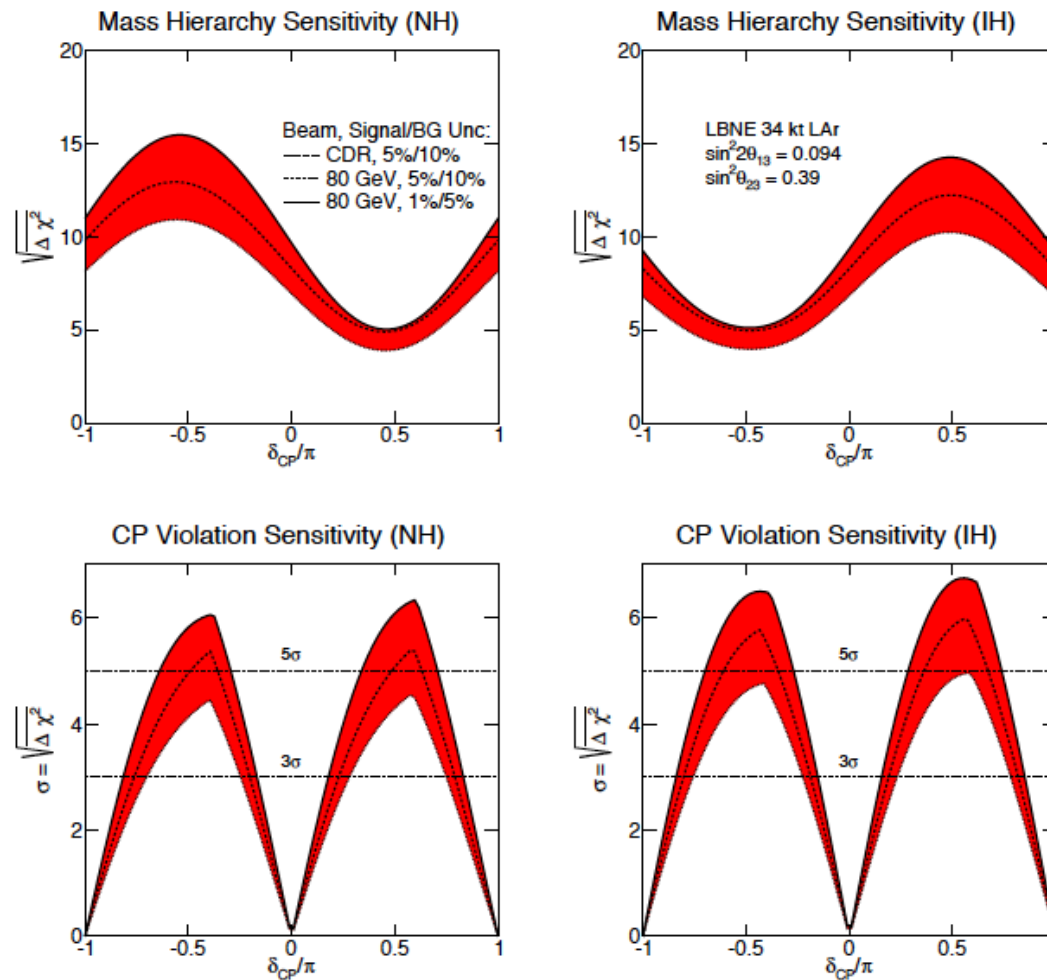 Mass Hierarchy Sensitivity (NH)
20
15
10
5
0
√Δχ²
Beam, Signal/BG Unc:
CDR, 5%/10%
80 GeV, 5%/10%
80 GeV, 1%/5%
-1 -0.5 0 0.5 1
δCP/π
Mass Hierarchy Sensitivity (IH)
20
15
10
5
0
√Δχ²
LBNE 34 kt LAr
sin²2θ₁₃ = 0.094
sin²θ₂₃ = 0.39
-1 -0.5 0 0.5
δCP/π
CP Violation Sensitivity (NH)
6
4
2
0
σ = √Δχ²
5σ
3σ
-1 -0.5 0 0.5 1
δCP/π
CP Violation Sensitivity (IH)
6
4
2
0
σ = √Δχ²
5σ
3σ
-1 -0.5 0 0.5
δCP/π